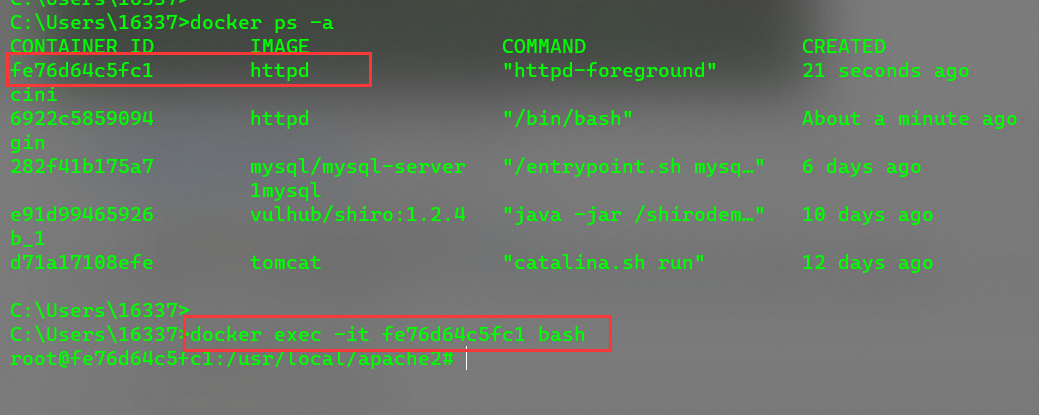 C:\Users\16337>
C:\Users\16337>docker ps -a
CONTAINER ID IMAGE COMMAND CREATED
fe76d64c5fc1 httpd "httpd-foreground" 21 seconds ago
cini
6922c5859094 httpd "/bin/bash" About a minute ago
gin
282f41b175a7 mysql/mysql-server "/entrypoint.sh mysq…" 6 days ago
1mysql
e91d99465926 vulhub/shiro:1.2.4 "java -jar /shirodem…" 10 days ago
b_1
d71a17108efe tomcat "catalina.sh run" 12 days ago
C:\Users\16337>
C:\Users\16337>docker exec -it fe76d64c5fc1 bash
root@fe76d64c5fc1:/usr/local/apache2#